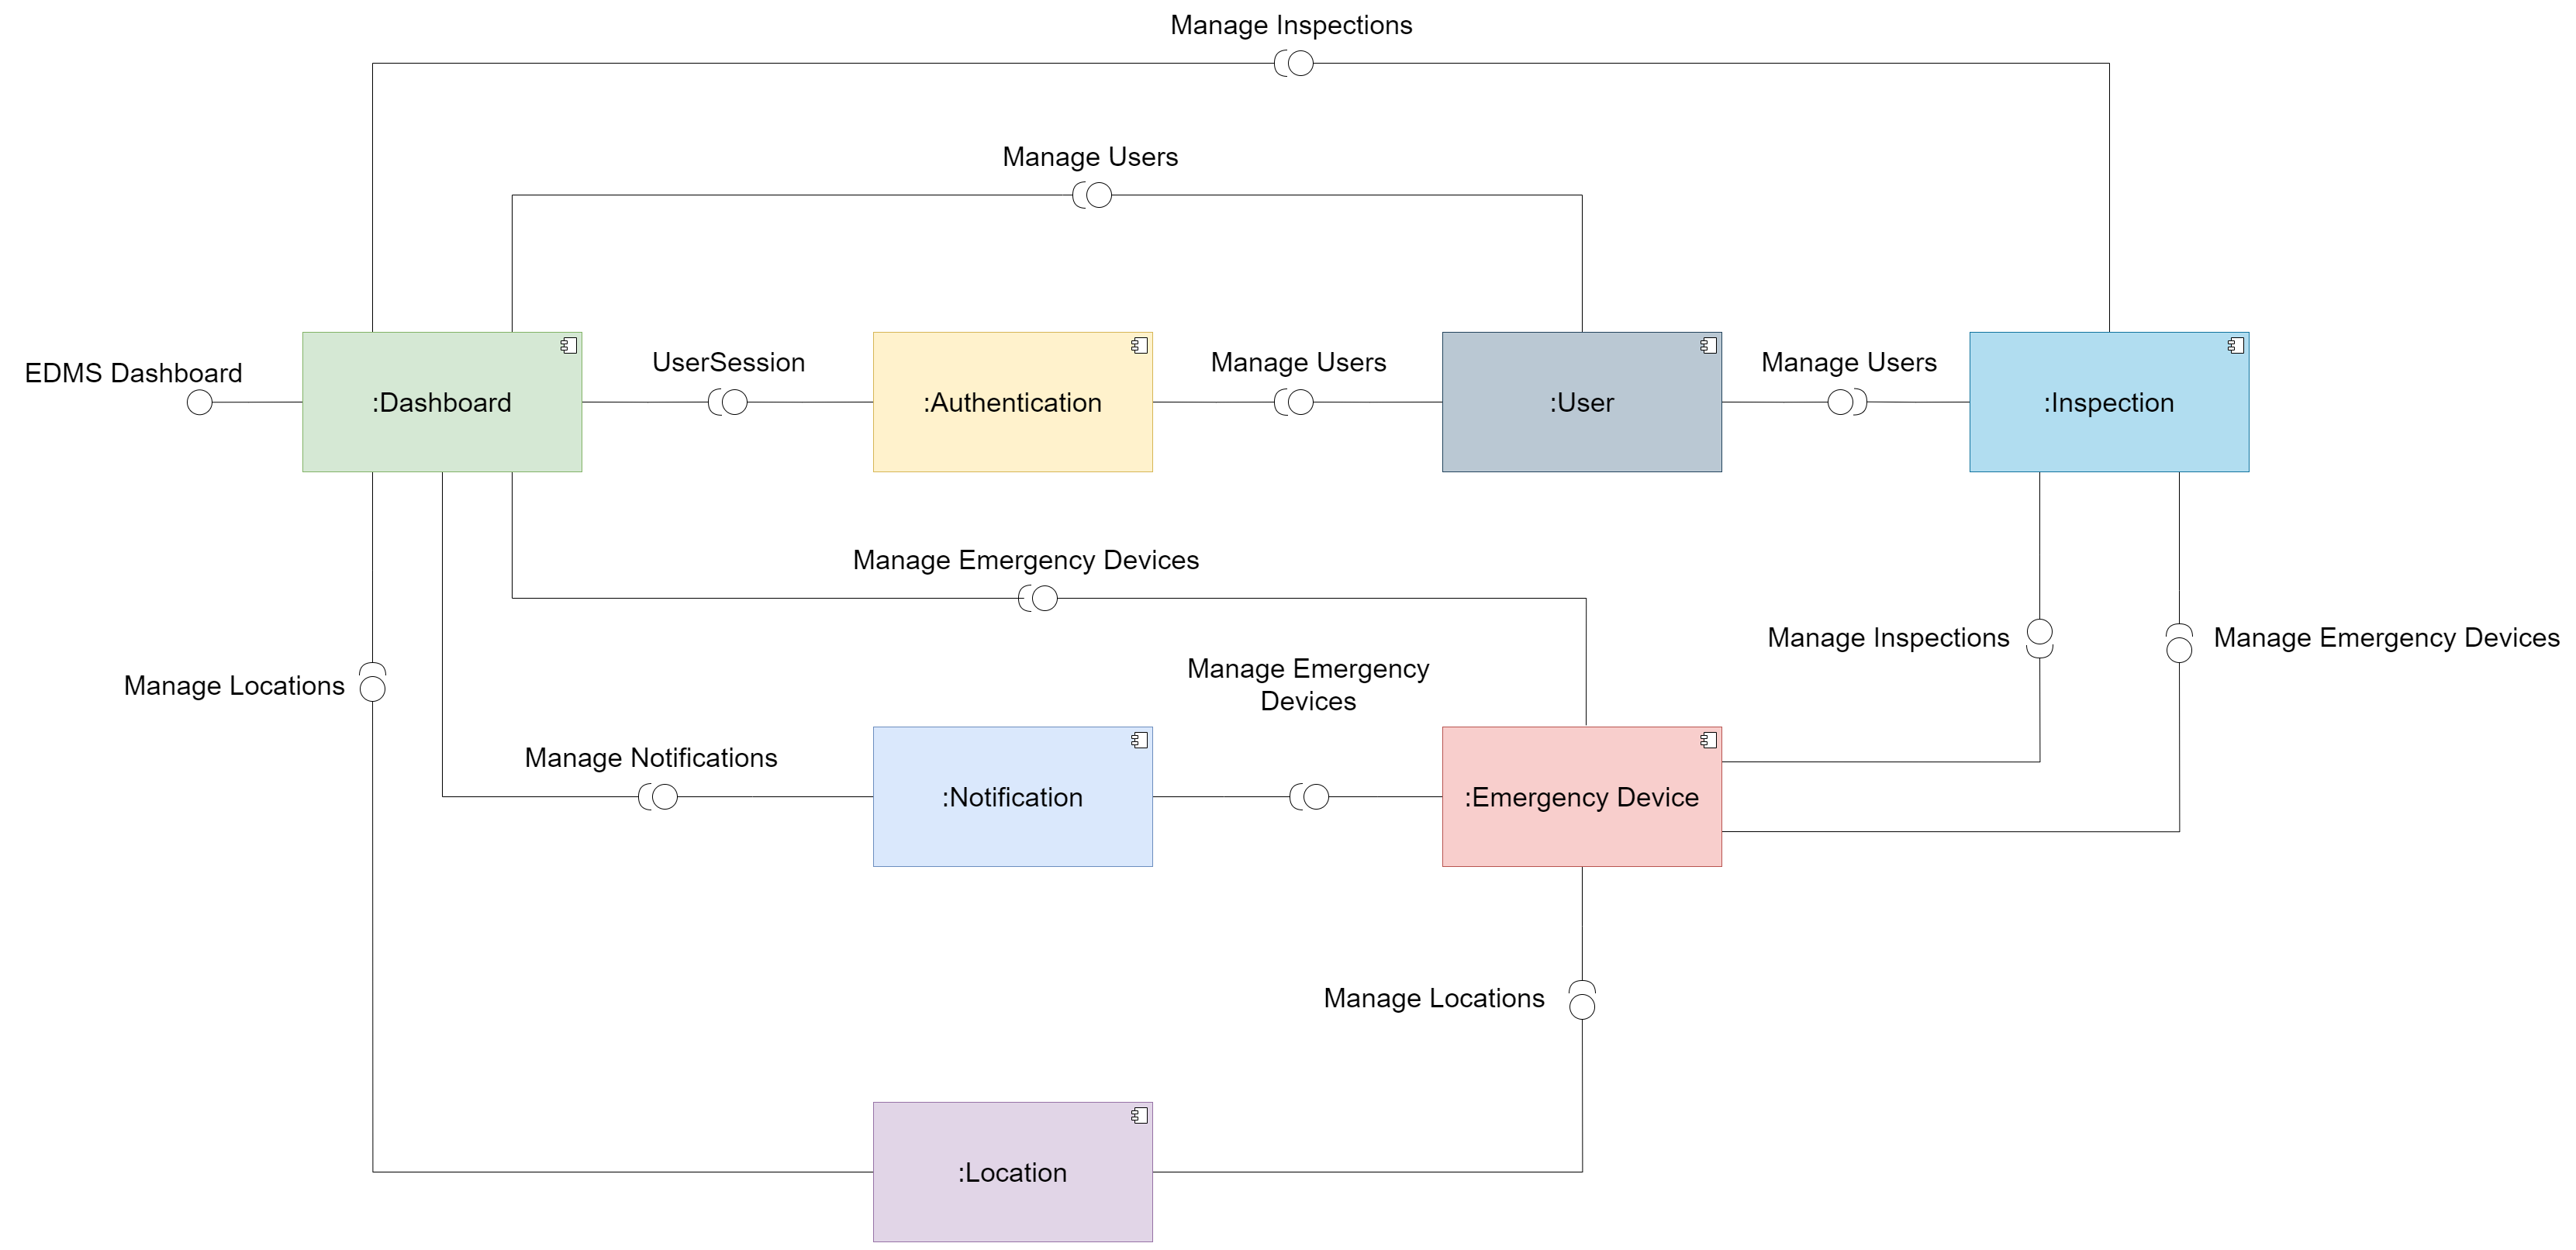 Manage Inspections
Manage Users
EDMS Dashboard
UserSession
Manage Users
Manage Users
:Dashboard
:Authentication
:User
:Inspection
Manage Emergency Devices
Manage Inspections
Manage Emergency Devices
Manage Locations
Manage Emergency
Devices
Manage Notifications
:Notification
:Emergency Device
Manage Locations
:Location